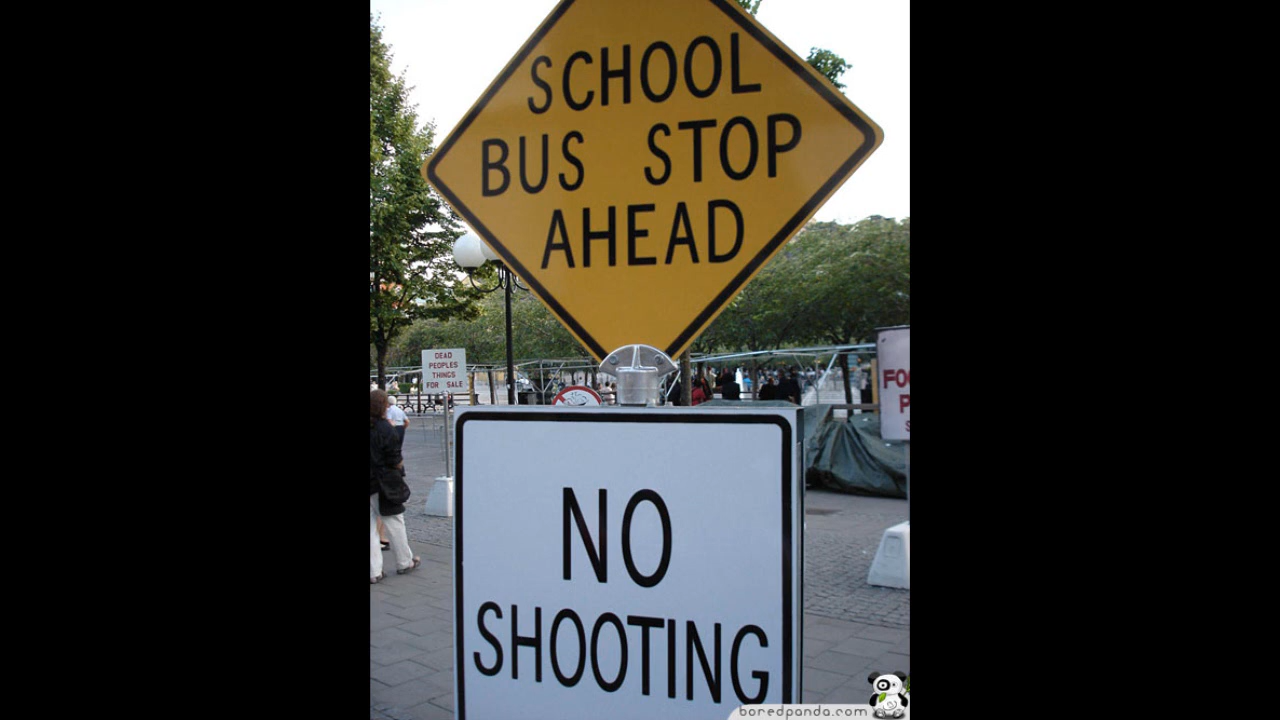 SCHOOL
BUS STOP
AHEAD
DEAD
PEOPLES
THINGS
FOR SALE
NO
SHOOTING
boredpanda.com